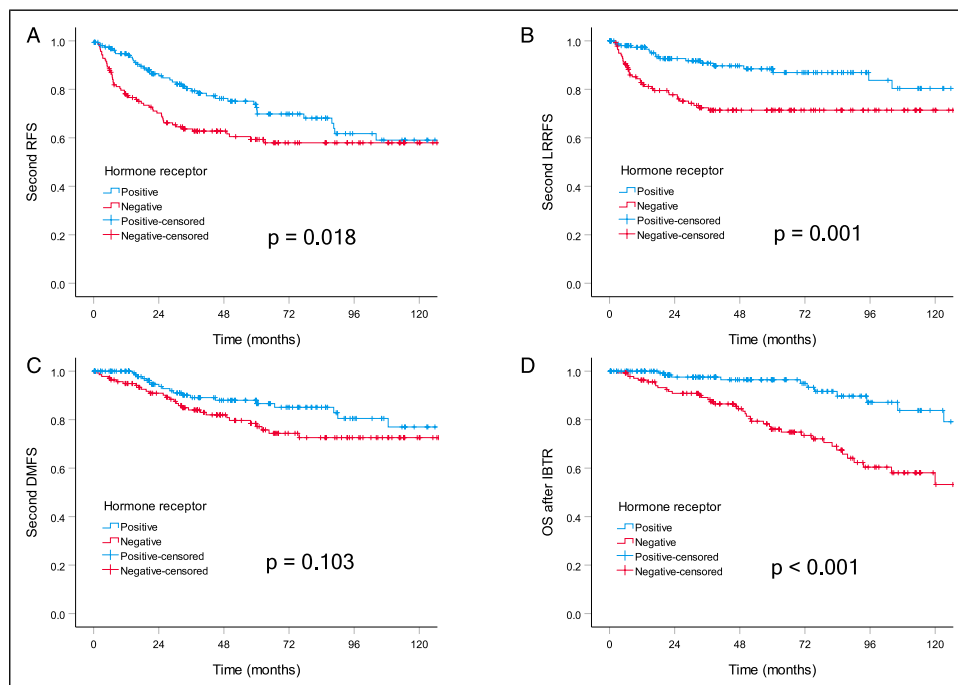 A
1.0
0.8
0.6
0.4
0.2
0.0
Second RFS
Hormone receptor
Positive
Negative
Positive-censored
Negative-censored
p = 0.018
0 24 48 72 96 120
Time (months)
B
1.0
0.8
0.6
0.4
0.2
0.0
Second LRRFS
Hormone receptor
Positive
Negative
Positive-censored
Negative-censored
p = 0.001
0 24 48 72 96 120
Time (months)
C
1.0
0.8
0.6
0.4
0.2
0.0
Second DMFS
Hormone receptor
Positive
Negative
Positive-censored
Negative-censored
p = 0.103
0 24 48 72 96 120
Time (months)
D
1.0
0.8
0.6
0.4
0.2
0.0
OS after IBTR
Hormone receptor
Positive
Negative
Positive-censored
Negative-censored
p < 0.001
0 24 48 72 96 120
Time (months)